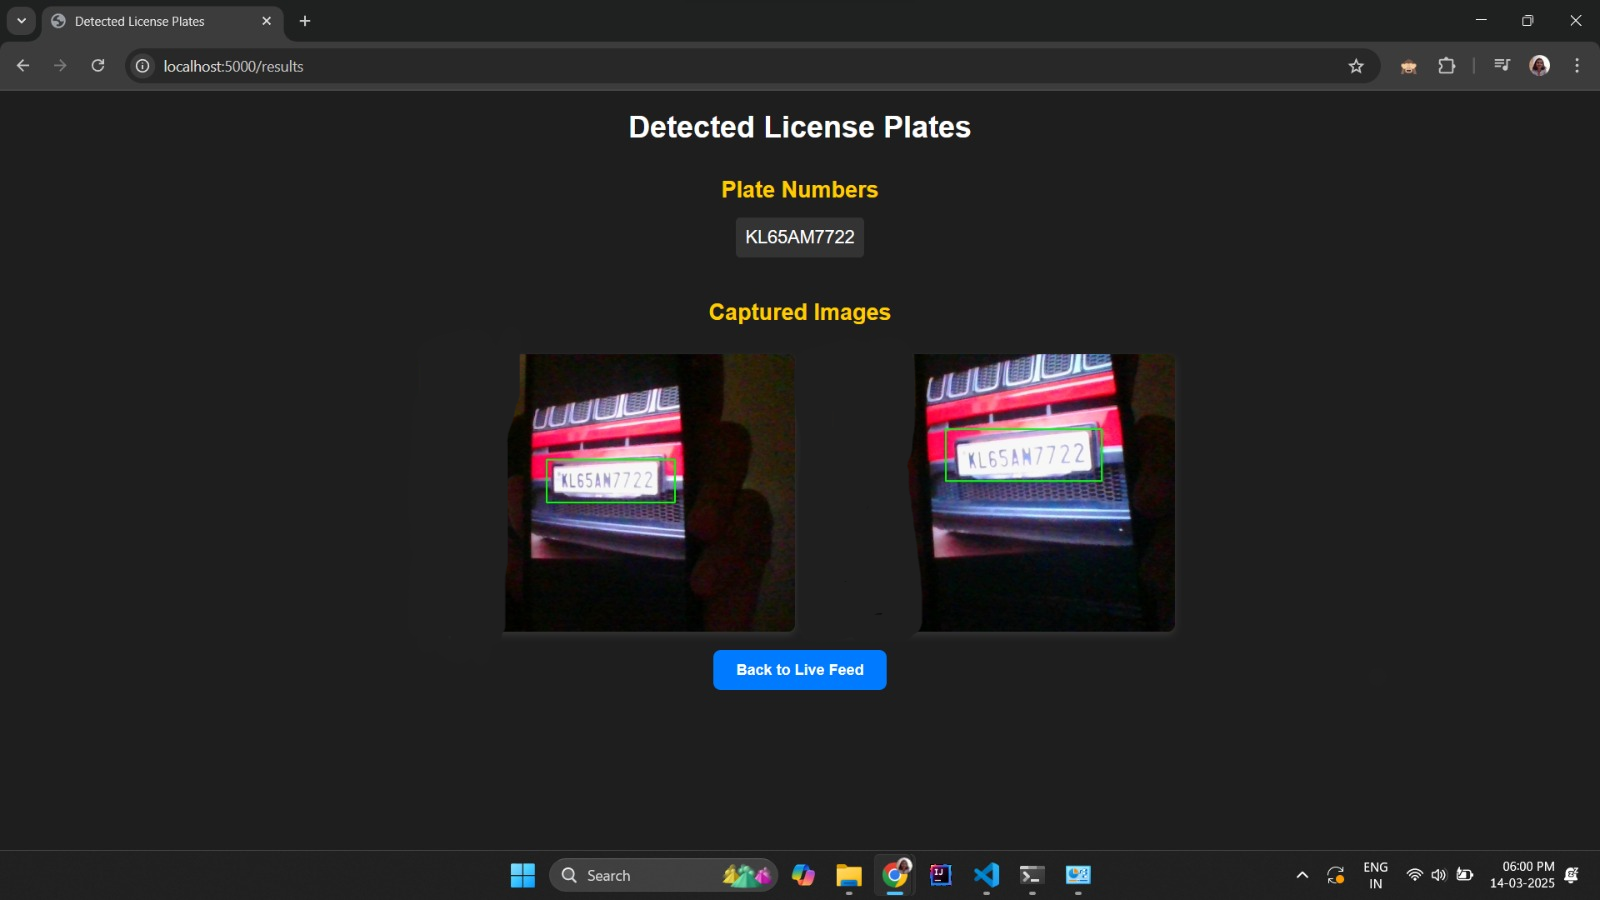 Detected License Plates
localhost:5000/results
Detected License Plates
Plate Numbers
KL65AM7722
Captured Images
KL65AM7722
KL65AM7722
Back to Live Feed
Search
ENG
IN
06:00 PM
14-03-2025